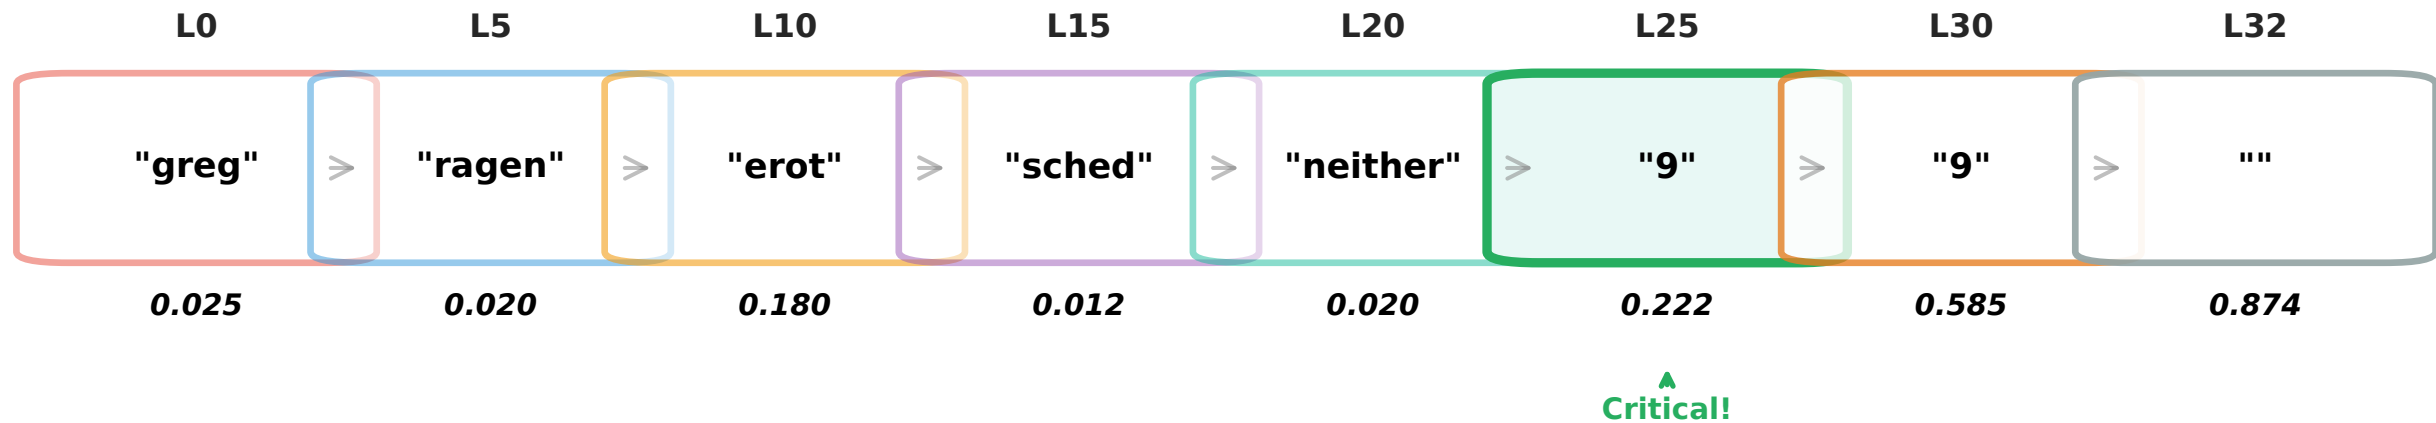 L0 L5 L10 L15 L20 L25 L30 L32
"greg" "ragen" "erot" "sched" "neither" "9" "9" ""
0.025 0.020 0.180 0.012 0.020 0.222 0.585 0.874
Critical!